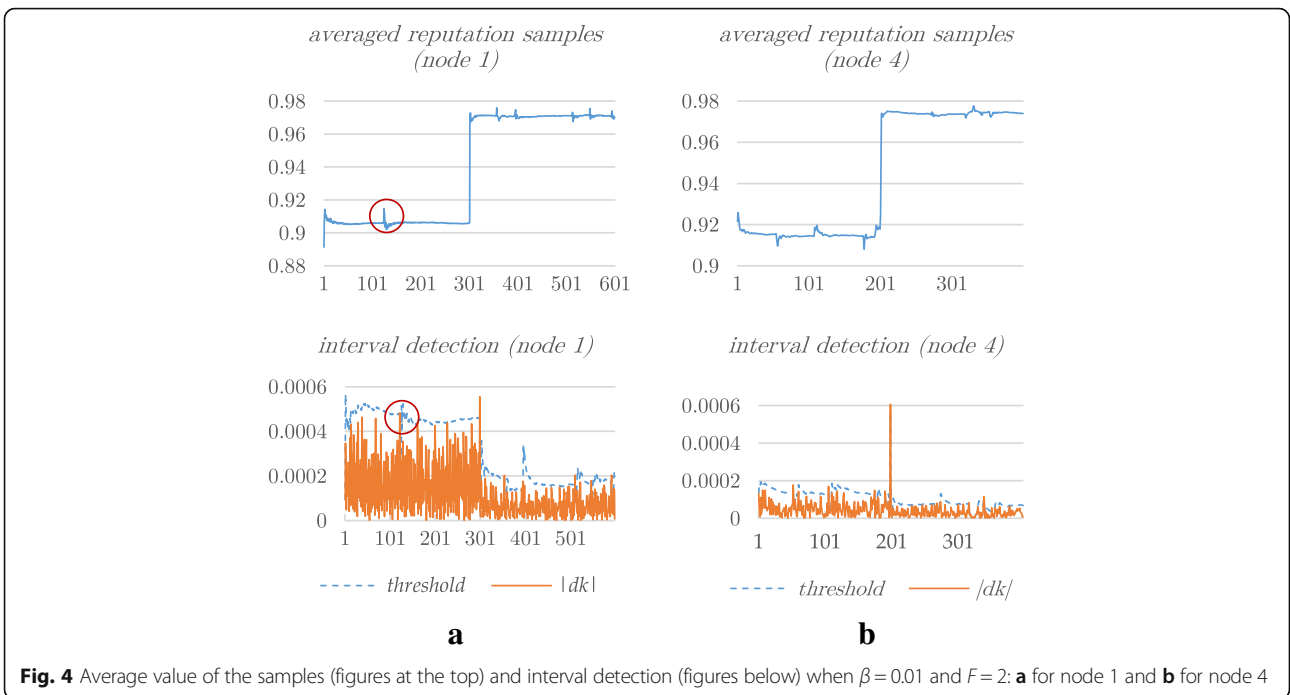 averaged reputation samples
(node 1)
0.98
0.96
0.94
0.92
0.9
0.88
1 101 201 301 401 501 601
interval detection (node 1)
0.0006
0.0004
0.0002
0
1 101 201 301 401 501
threshold |dk|
a
averaged reputation samples
(node 4)
0.98
0.96
0.94
0.92
0.9
1 101 201 301
interval detection (node 4)
0.0006
0.0004
0.0002
0
1 101 201 301
threshold |dk|
b
Fig. 4 Average value of the samples (figures at the top) and interval detection (figures below) when β = 0.01 and F = 2: a for node 1 and b for node 4